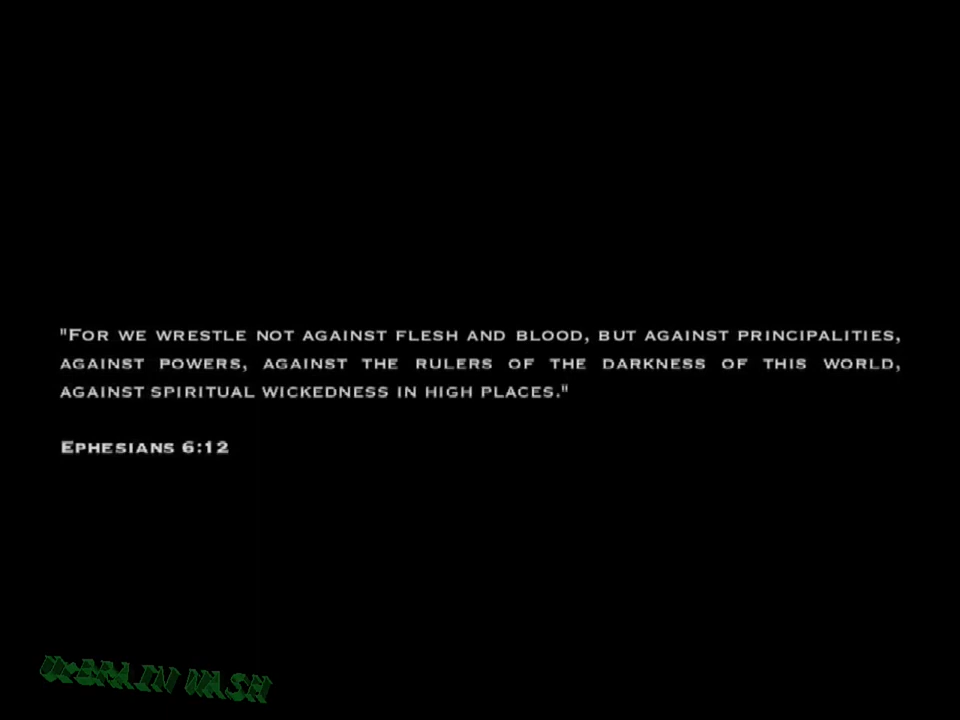 "For we wrestle not against flesh and blood, but against principalities,
against powers, against the rulers of the darkness of this world,
against spiritual wickedness in high places."
Ephesians 6:12
WASH